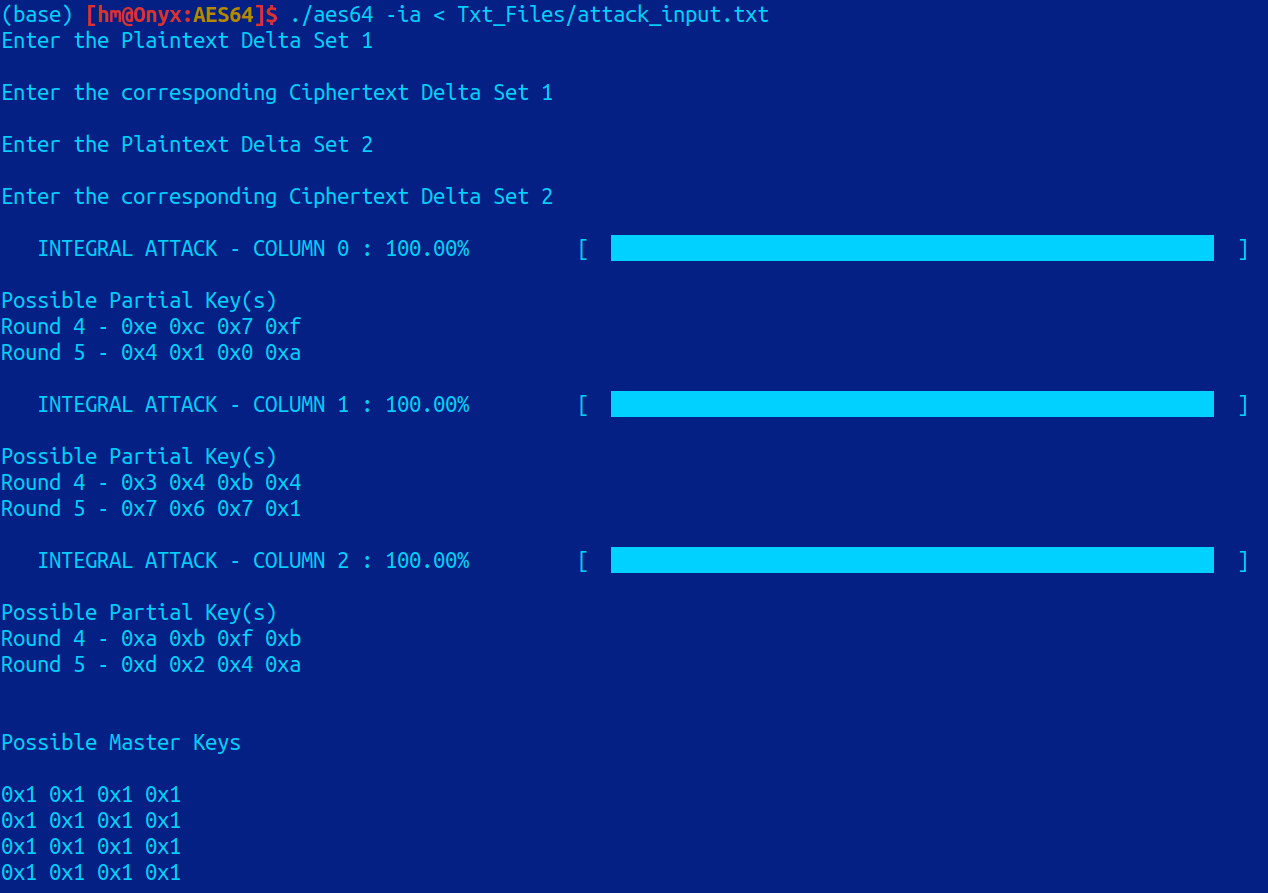 (base) [hm@Onyx:AES64]$ ./aes64 -ia < Txt_Files/attack_input.txt
Enter the Plaintext Delta Set 1
Enter the corresponding Ciphertext Delta Set 1
Enter the Plaintext Delta Set 2
Enter the corresponding Ciphertext Delta Set 2
INTEGRAL ATTACK - COLUMN 0 : 100.00% [ ]
Possible Partial Key(s)
Round 4 - 0xe 0xc 0x7 0xf
Round 5 - 0x4 0x1 0x0 0xa
INTEGRAL ATTACK - COLUMN 1 : 100.00% [ ]
Possible Partial Key(s)
Round 4 - 0x3 0x4 0xb 0x4
Round 5 - 0x7 0x6 0x7 0x1
INTEGRAL ATTACK - COLUMN 2 : 100.00% [ ]
Possible Partial Key(s)
Round 4 - 0xa 0xb 0xf 0xb
Round 5 - 0xd 0x2 0x4 0xa
Possible Master Keys
0x1 0x1 0x1 0x1
0x1 0x1 0x1 0x1
0x1 0x1 0x1 0x1
0x1 0x1 0x1 0x1